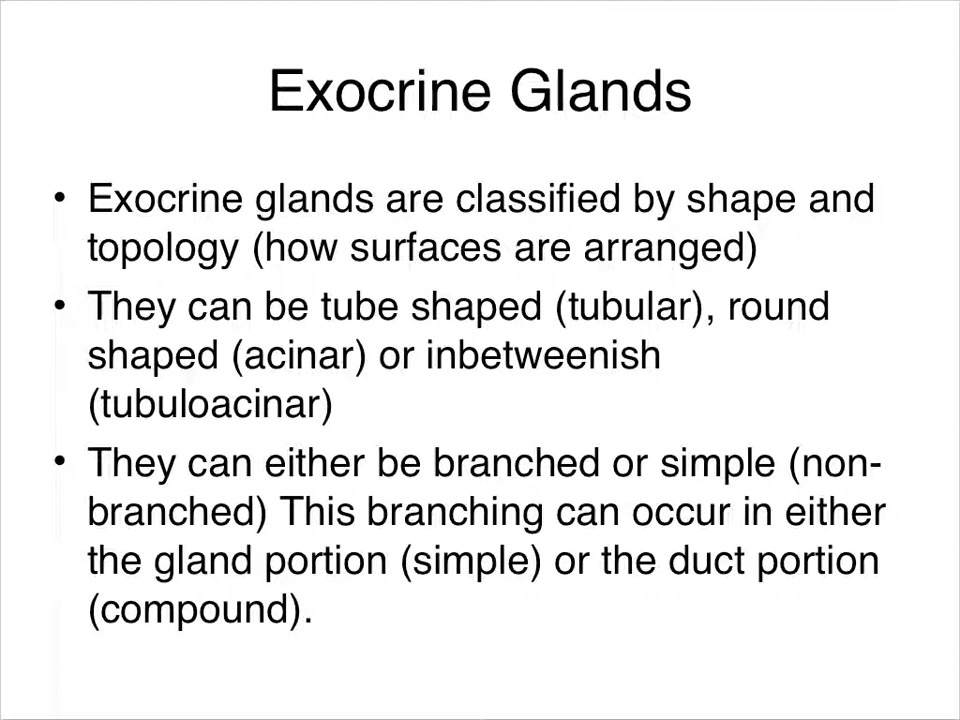 Exocrine Glands
• Exocrine glands are classified by shape and
topology (how surfaces are arranged)
• They can be tube shaped (tubular), round
shaped (acinar) or inbetweenish
(tubuloacinar)
• They can either be branched or simple (non-
branched) This branching can occur in either
the gland portion (simple) or the duct portion
(compound).